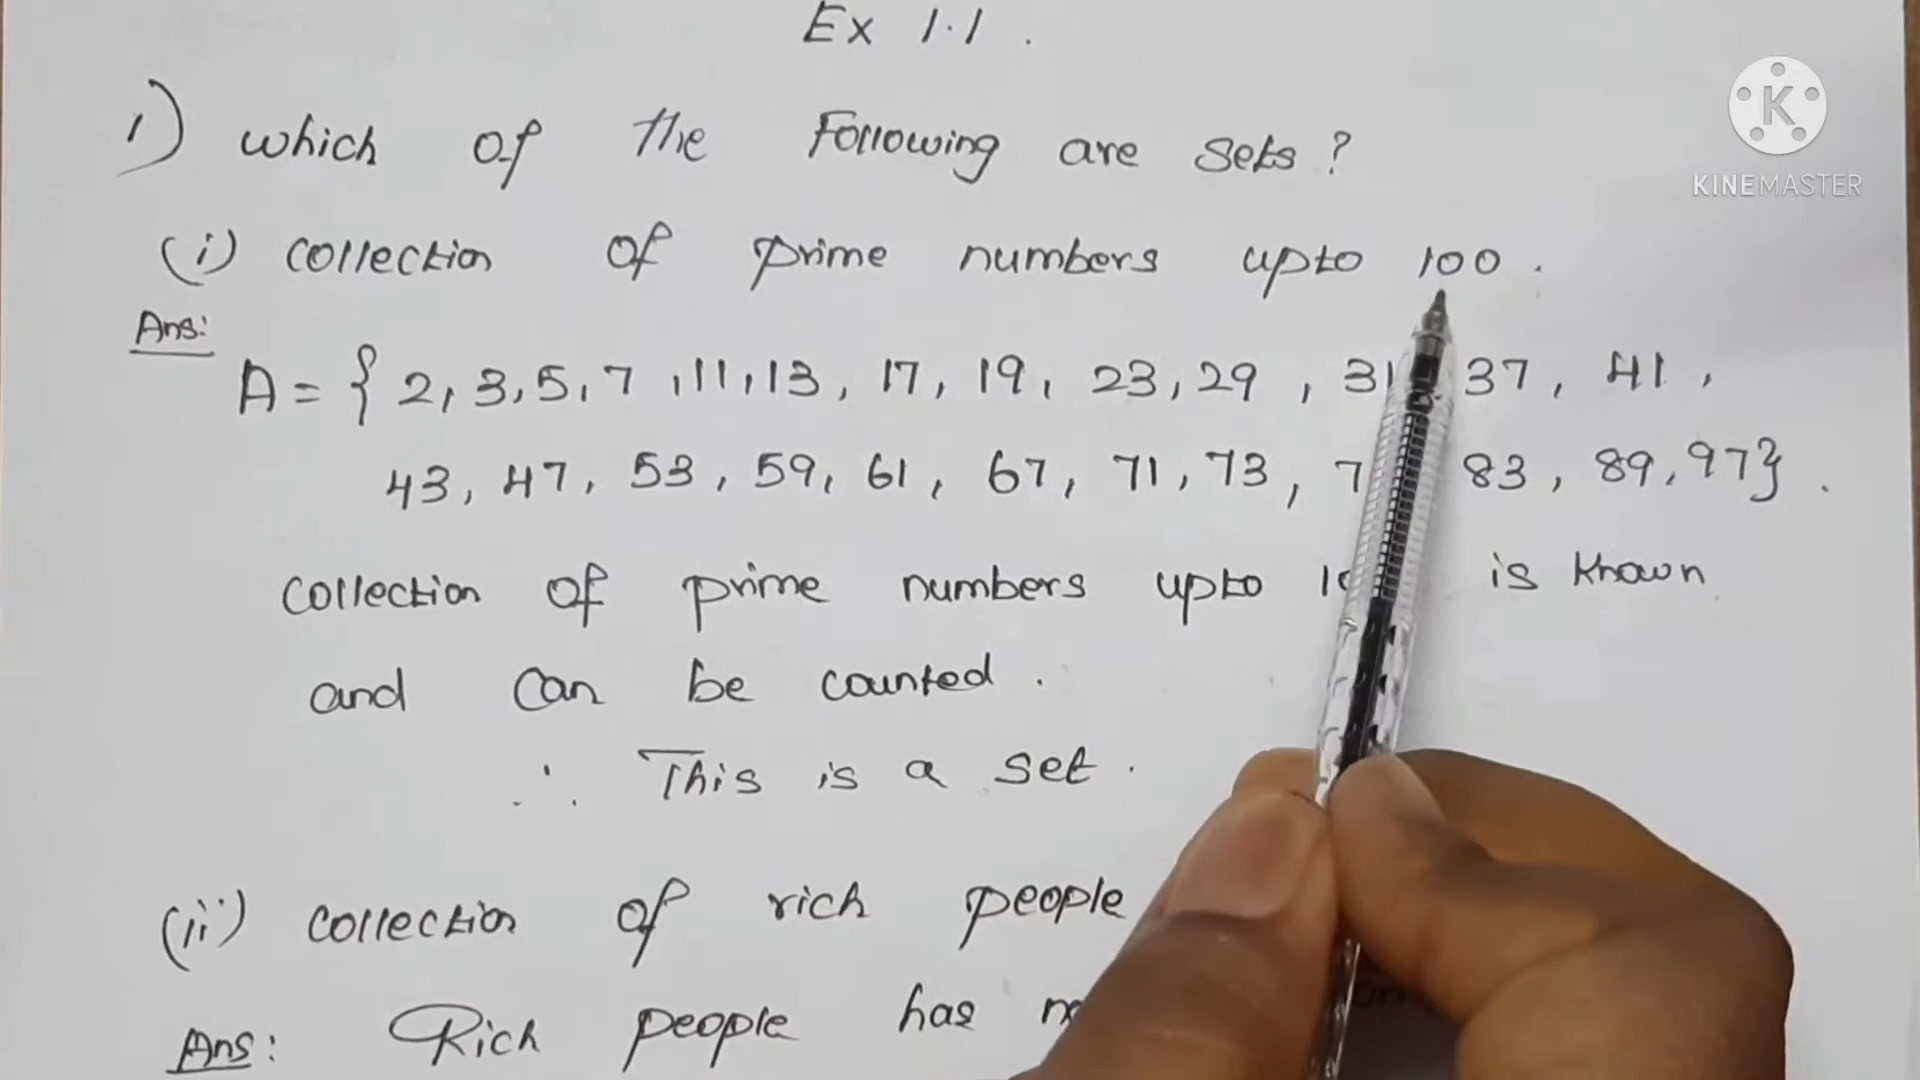 Ex 1.1.
1) which of the Following are sets?
(i) collection of prime numbers upto 100.
Ans:
A = { 2, 3, 5, 7, 11, 13, 17, 19, 23, 29, 31 37, 41,
43, 47, 53, 59, 61, 67, 71, 73, 7 83, 89, 97}.
collection of prime numbers upto is known
and can be counted.
∴ This is a set.
(ii) collection of rich people
Ans: Rich people has
K
KINEMASTER